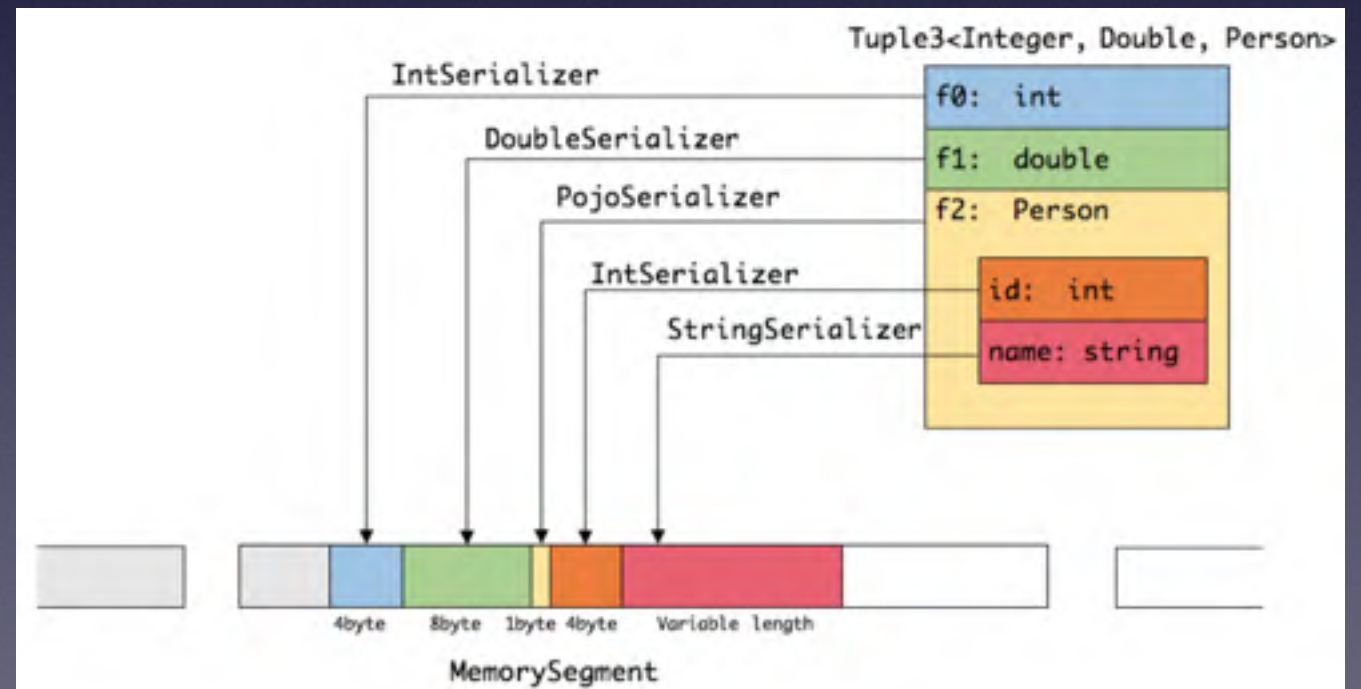 Tuple3<Integer, Double, Person>
IntSerializer
f0: int
DoubleSerializer
f1: double
PojoSerializer
f2: Person
IntSerializer
id: int
StringSerializer
name: string
4byte 8byte 1byte 4byte Variable length
MemorySegment